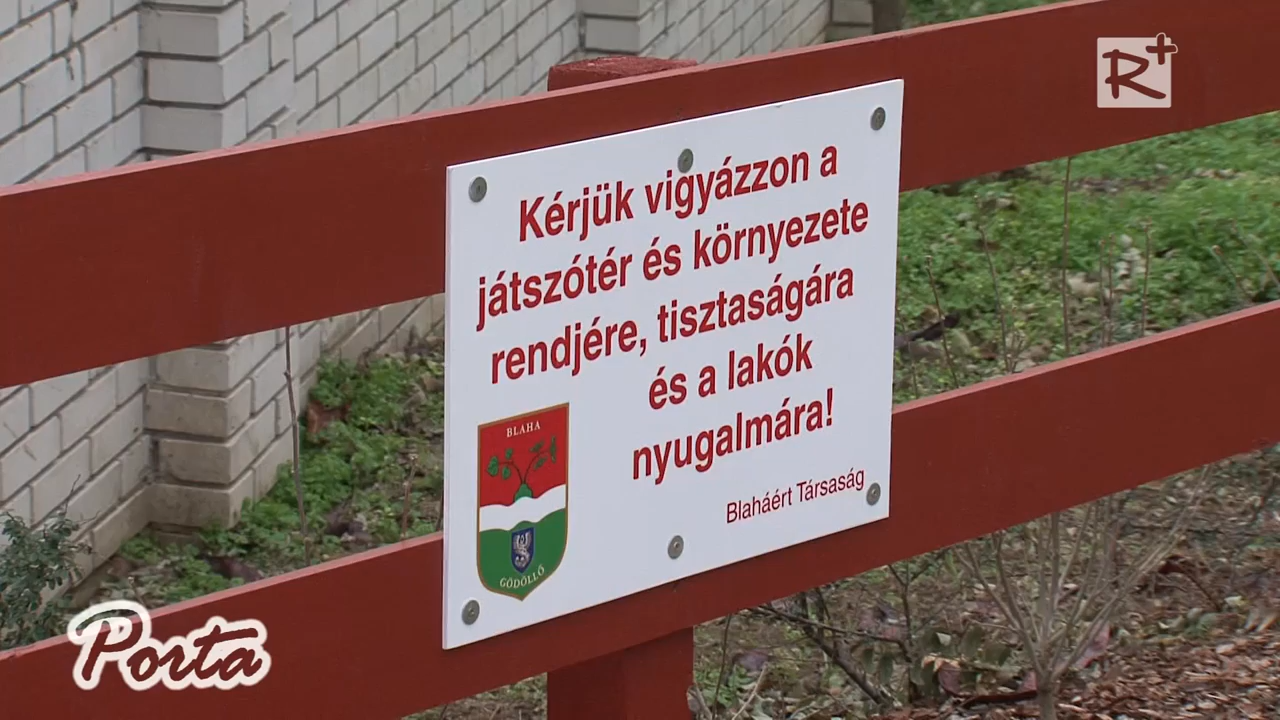 R+
Kérjük vigyázzon a
játszótér és környezete
rendjére, tisztaságára
és a lakók
nyugalmára!
Blaháért Társaság
BLAHA
GÖDÖLLŐ
Porta